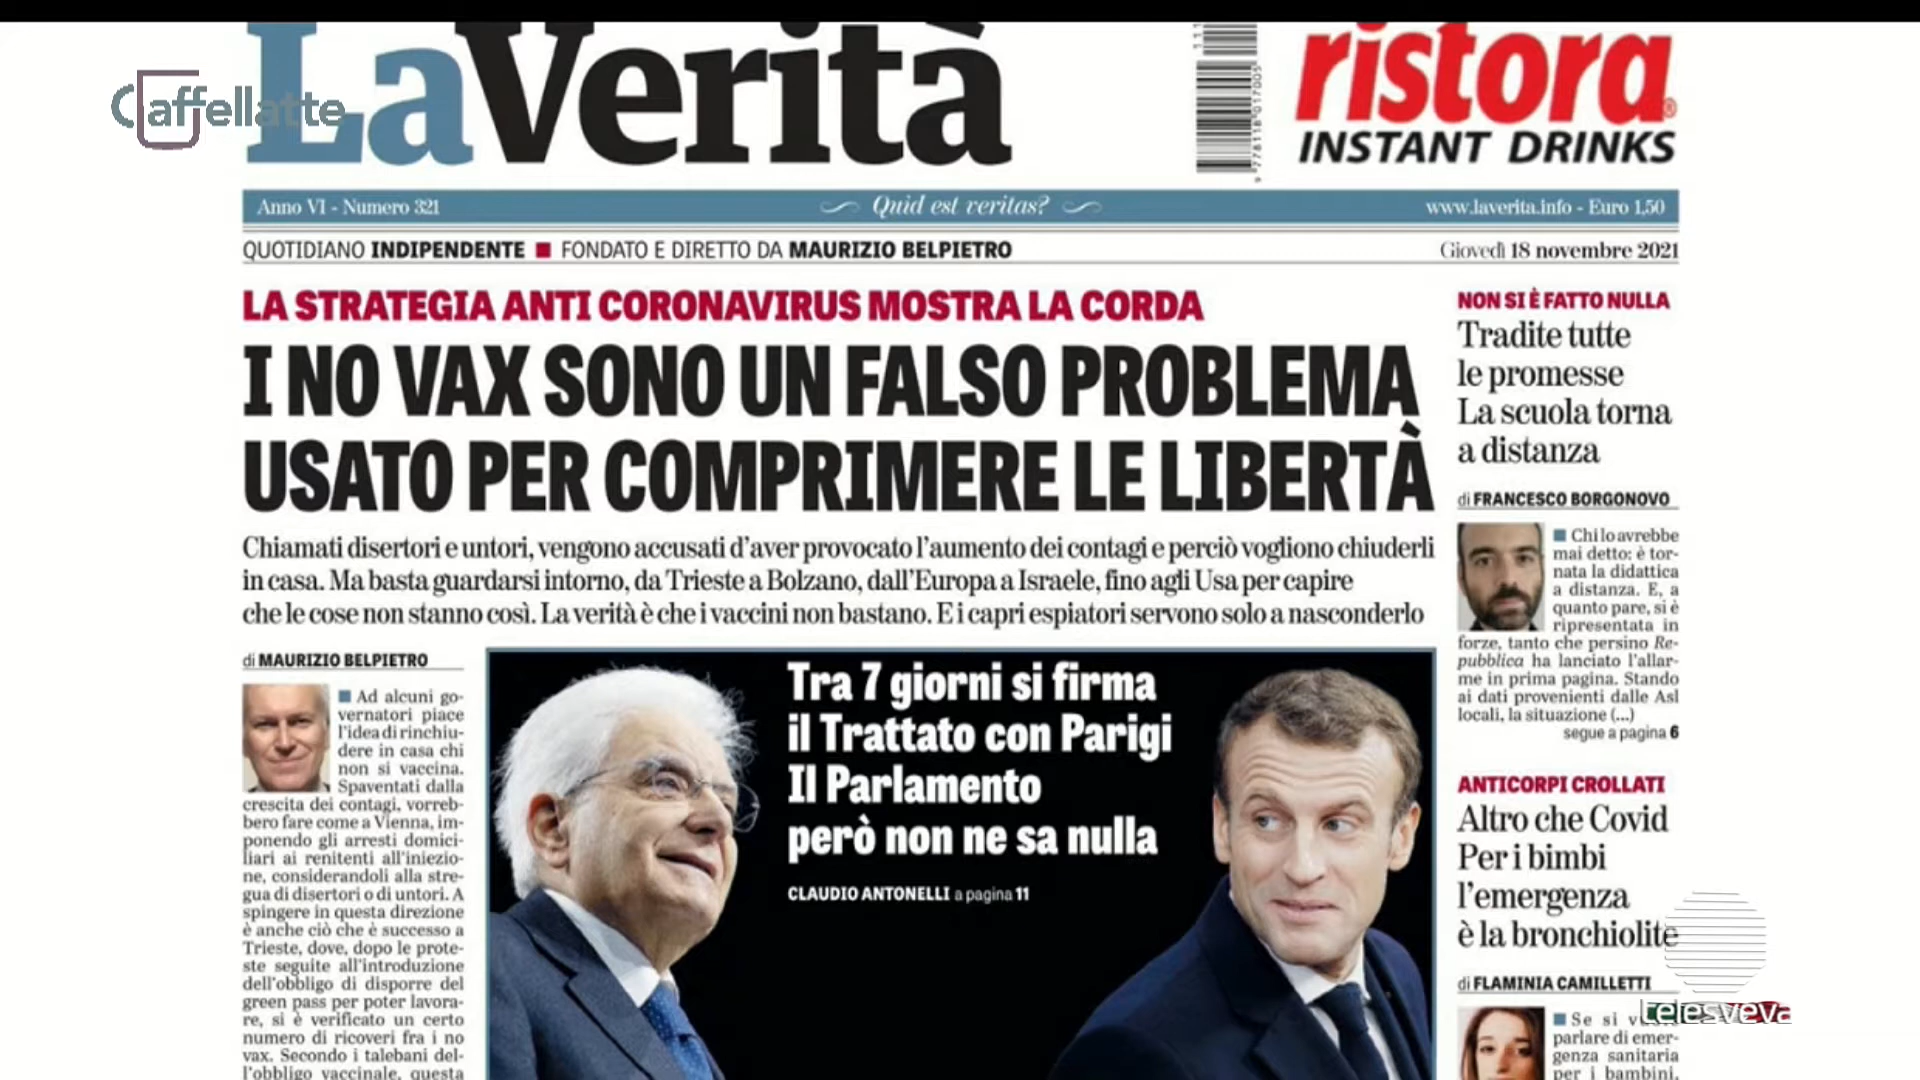 LaVerità
Caffellatte
ristora
INSTANT DRINKS
Anno VI - Numero 321
Quid est veritas?
www.laverita.info - Euro 1,50
QUOTIDIANO INDIPENDENTE ■ FONDATO E DIRETTO DA MAURIZIO BELPIETRO
Giovedì 18 novembre 2021
LA STRATEGIA ANTI CORONAVIRUS MOSTRA LA CORDA
I NO VAX SONO UN FALSO PROBLEMA
USATO PER COMPRIMERE LE LIBERTÀ
Chiamati disertori e untori, vengono accusati d'aver provocato l'aumento dei contagi e perciò vogliono chiuderli
in casa. Ma basta guardarsi intorno, da Trieste a Bolzano, dall'Europa a Israele, fino agli Usa per capire
che le cose non stanno così. La verità è che i vaccini non bastano. E i capri espiatori servono solo a nasconderlo
di MAURIZIO BELPIETRO
■ Ad alcuni go-
vernatori piace
l'idea di rinchiu-
dere in casa chi
non si vaccina.
Spaventati dalla
crescita dei contagi, vorreb-
bero fare come a Vienna, im-
ponendo gli arresti domici-
liari ai renitenti all'iniezio-
ne, considerandoli alla stre-
gua di disertori o di untori. A
spingere in questa direzione
è anche ciò che è successo a
Trieste, dove, dopo le prote-
ste seguite all'introduzione
dell'obbligo di disporre del
green pass per poter lavora-
re, si è verificato un certo
numero di ricoveri fra i no
vax. Secondo i talebani del-
l'obbligo vaccinale, questa
Tra 7 giorni si firma
il Trattato con Parigi
Il Parlamento
però non ne sa nulla
CLAUDIO ANTONELLI a pagina 11
NON SI È FATTO NULLA
Tradite tutte
le promesse
La scuola torna
a distanza
di FRANCESCO BORGONOVO
■ Chi lo avrebbe
mai detto: è tor-
nata la didattica
a distanza. E, a
quanto pare, si è
ripresentata in
forze, tanto che persino Re-
pubblica ha lanciato l'allar-
me in prima pagina. Stando
ai dati provenienti dalle Asl
locali, la situazione (...)
segue a pagina 6
ANTICORPI CROLLATI
Altro che Covid
Per i bimbi
l'emergenza
è la bronchiolite
di FLAMINIA CAMILLETTI
■ Se si
parlare di emer-
genza sanitaria
per i bambini,
telesveva